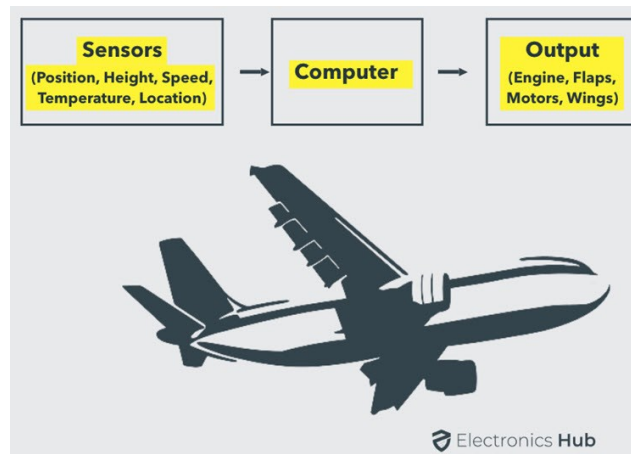 Sensors
(Position, Height, Speed,
Temperature, Location)
Computer
Output
(Engine, Flaps,
Motors, Wings)
Electronics Hub